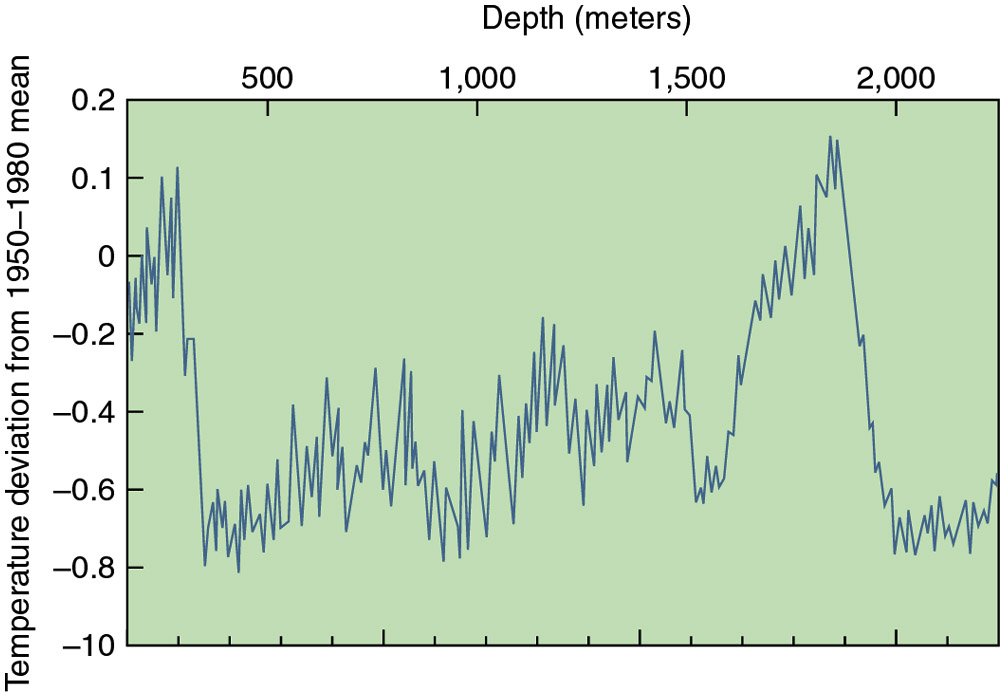 Depth (meters)
500 1,000 1,500 2,000
Temperature deviation from 1950–1980 mean
0.2
0.1
0
–0.2
–0.4
–0.6
–0.8
–10